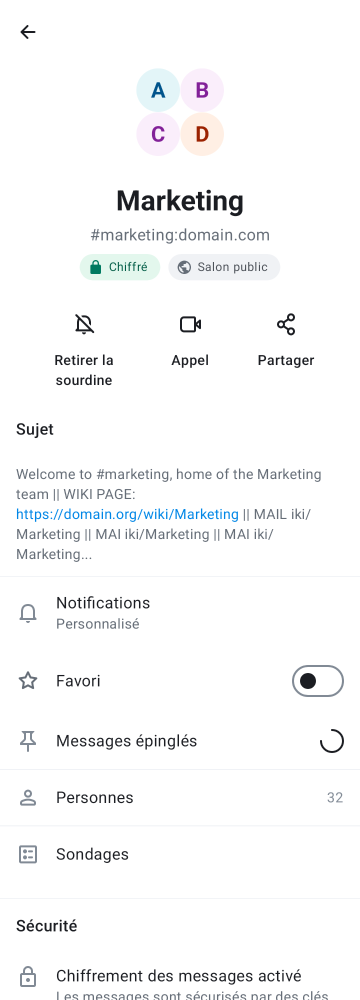 A B
C D
Marketing
#marketing:domain.com
Chiffré Salon public
Retirer la sourdine Appel Partager
Sujet
Welcome to #marketing, home of the Marketing
team || WIKI PAGE:
https://domain.org/wiki/Marketing || MAIL iki/
Marketing || MAI iki/Marketing || MAI iki/
Marketing...
Notifications
Personnalisé
Favori
Messages épinglés
Personnes 32
Sondages
Sécurité
Chiffrement des messages activé
Les messages sont sécurisés par des clés